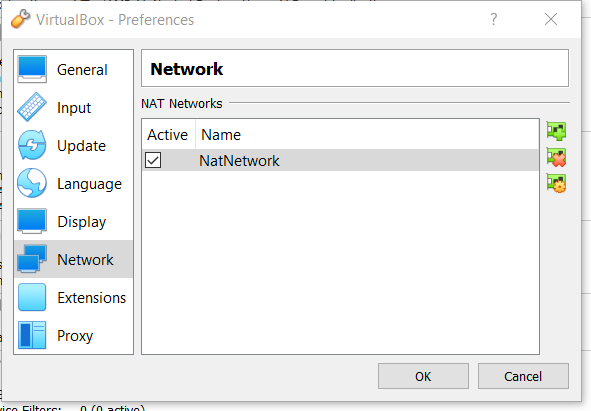 VirtualBox - Preferences
?
General
Input
Update
Language
Display
Network
Extensions
Proxy
Network
NAT Networks
Active Name
NatNetwork
OK Cancel
vice Filters: 0 (0 active)